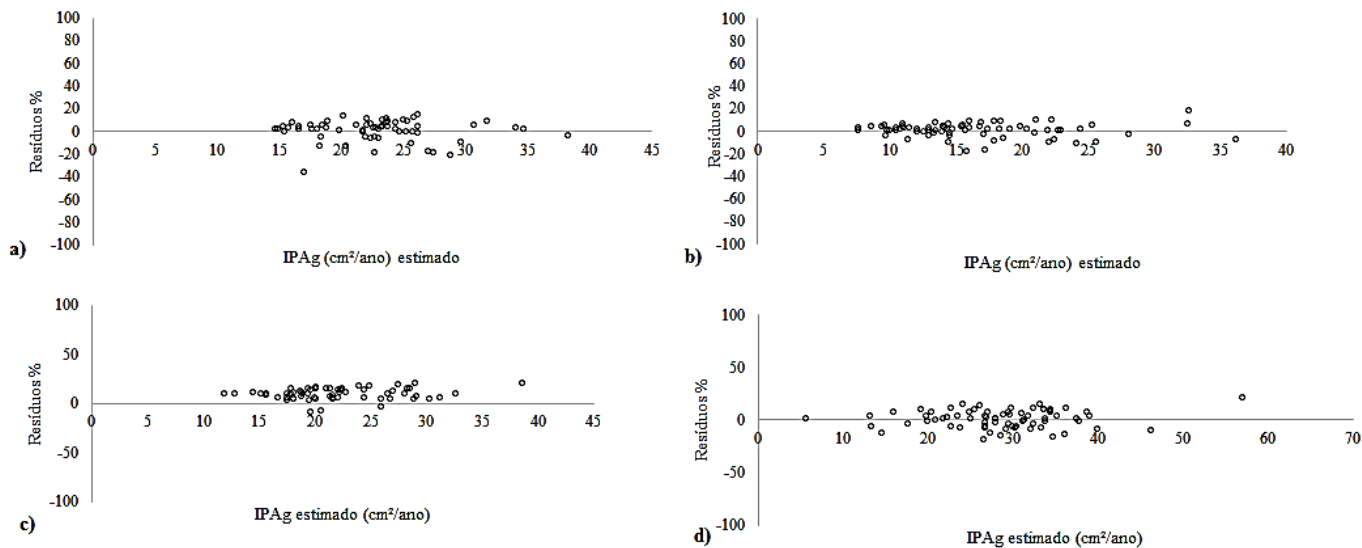 100
80
60
40
20
0
-20
-40
-60
-80
-100
0 5 10 15 20 25 30 35 40 45
Resíduos %
IPAg (cm²/ano) estimado
a)
100
80
60
40
20
0
-20
-40
-60
-80
-100
0 5 10 15 20 25 30 35 40
Resíduos %
IPAg (cm²/ano) estimado
b)
100
50
0
-50
-100
0 5 10 15 20 25 30 35 40 45
Resíduos %
IPAg estimado (cm²/ano)
c)
100
50
0
-50
-100
0 10 20 30 40 50 60 70
Resíduos %
IPAg estimado (cm²/ano)
d)